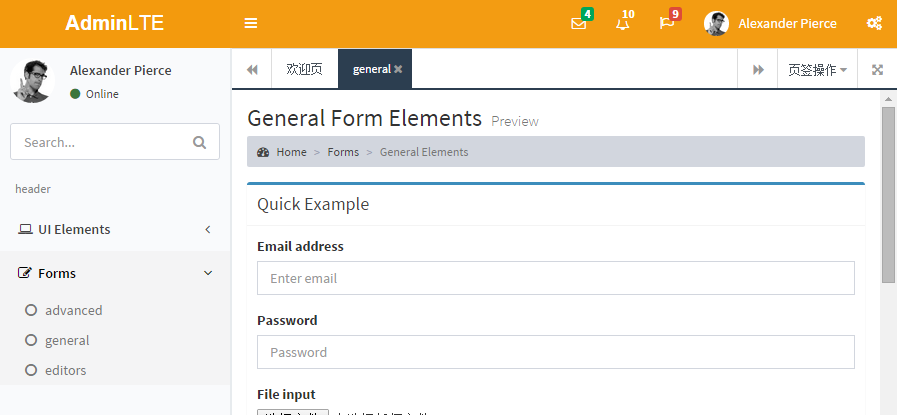 AdminLTE
4
10
9
Alexander Pierce
Alexander Pierce
Online
Search...
header
UI Elements
Forms
advanced
general
editors
欢迎页
general
页签操作
General Form Elements Preview
Home > Forms > General Elements
Quick Example
Email address
Enter email
Password
Password
File input